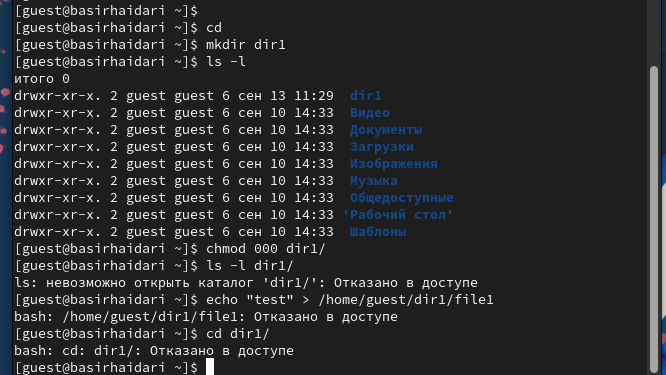 [guest@basirhaidari ~]$
[guest@basirhaidari ~]$ cd
[guest@basirhaidari ~]$ mkdir dir1
[guest@basirhaidari ~]$ ls -l
итого 0
drwxr-xr-x. 2 guest guest 6 сен 13 11:29  dir1
drwxr-xr-x. 2 guest guest 6 сен 10 14:33  Видео
drwxr-xr-x. 2 guest guest 6 сен 10 14:33  Документы
drwxr-xr-x. 2 guest guest 6 сен 10 14:33  Загрузки
drwxr-xr-x. 2 guest guest 6 сен 10 14:33  Изображения
drwxr-xr-x. 2 guest guest 6 сен 10 14:33  Музыка
drwxr-xr-x. 2 guest guest 6 сен 10 14:33  Общедоступные
drwxr-xr-x. 2 guest guest 6 сен 10 14:33 'Рабочий стол'
drwxr-xr-x. 2 guest guest 6 сен 10 14:33  Шаблоны
[guest@basirhaidari ~]$ chmod 000 dir1/
[guest@basirhaidari ~]$ ls -l dir1/
ls: невозможно открыть каталог 'dir1/': Отказано в доступе
[guest@basirhaidari ~]$ echo "test" > /home/guest/dir1/file1
bash: /home/guest/dir1/file1: Отказано в доступе
[guest@basirhaidari ~]$ cd dir1/
bash: cd: dir1/: Отказано в доступе
[guest@basirhaidari ~]$